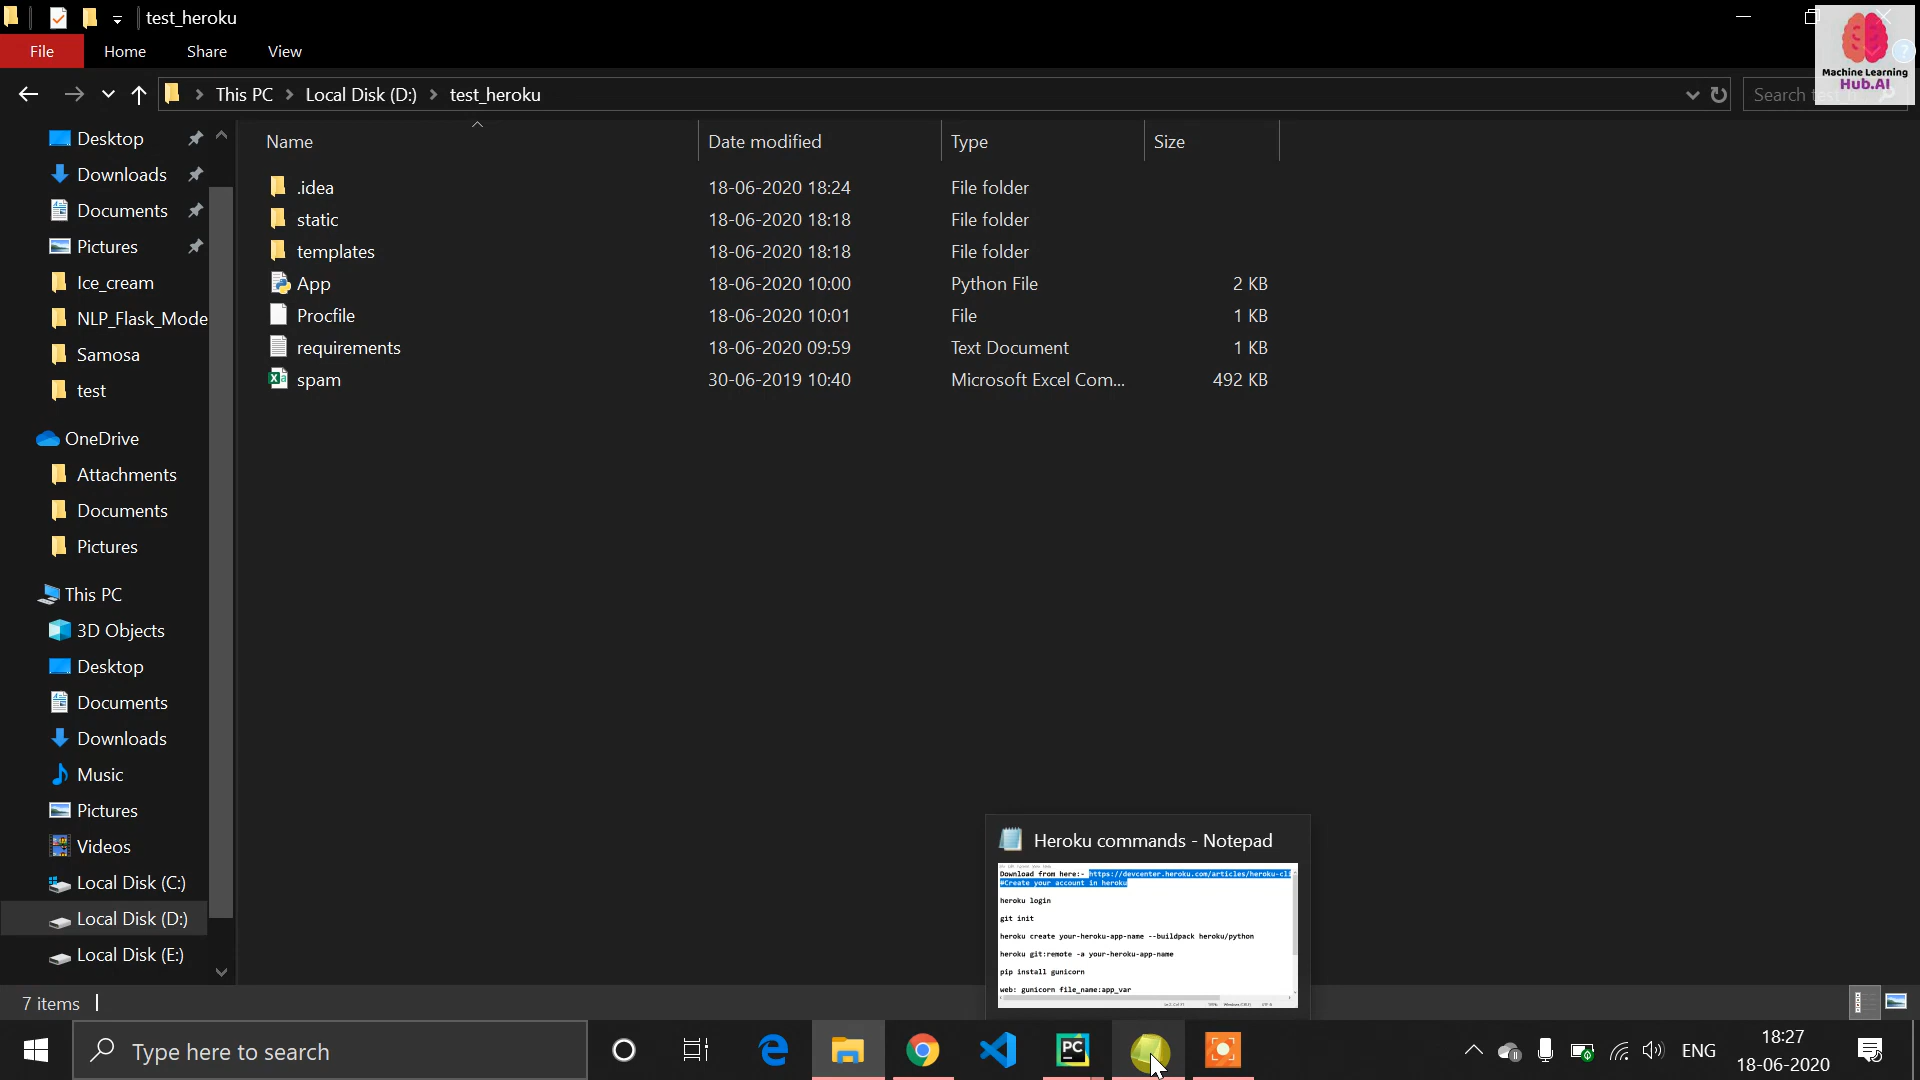 test_heroku
File Home Share View
Machine Learning
Hub.AI
This PC Local Disk (D:) test_heroku
Search
Name Date modified Type Size
.idea 18-06-2020 18:24 File folder
static 18-06-2020 18:18 File folder
templates 18-06-2020 18:18 File folder
App 18-06-2020 10:00 Python File 2 KB
Procfile 18-06-2020 10:01 File 1 KB
requirements 18-06-2020 09:59 Text Document 1 KB
spam 30-06-2019 10:40 Microsoft Excel Com... 492 KB
Desktop
Downloads
Documents
Pictures
Ice_cream
NLP_Flask_Mode
Samosa
test
OneDrive
Attachments
Documents
Pictures
This PC
3D Objects
Desktop
Documents
Downloads
Music
Pictures
Videos
Local Disk (C:)
Local Disk (D:)
Local Disk (E:)
Heroku commands - Notepad
Download from here:- https://devcenter.heroku.com/articles/heroku-cli
#Create your account in heroku
heroku login
git init
heroku create your-heroku-app-name --buildpack heroku/python
heroku git:remote -a your-heroku-app-name
pip install gunicorn
web: gunicorn file_name:app_var
7 items
Type here to search
PC
ENG
18:27
18-06-2020